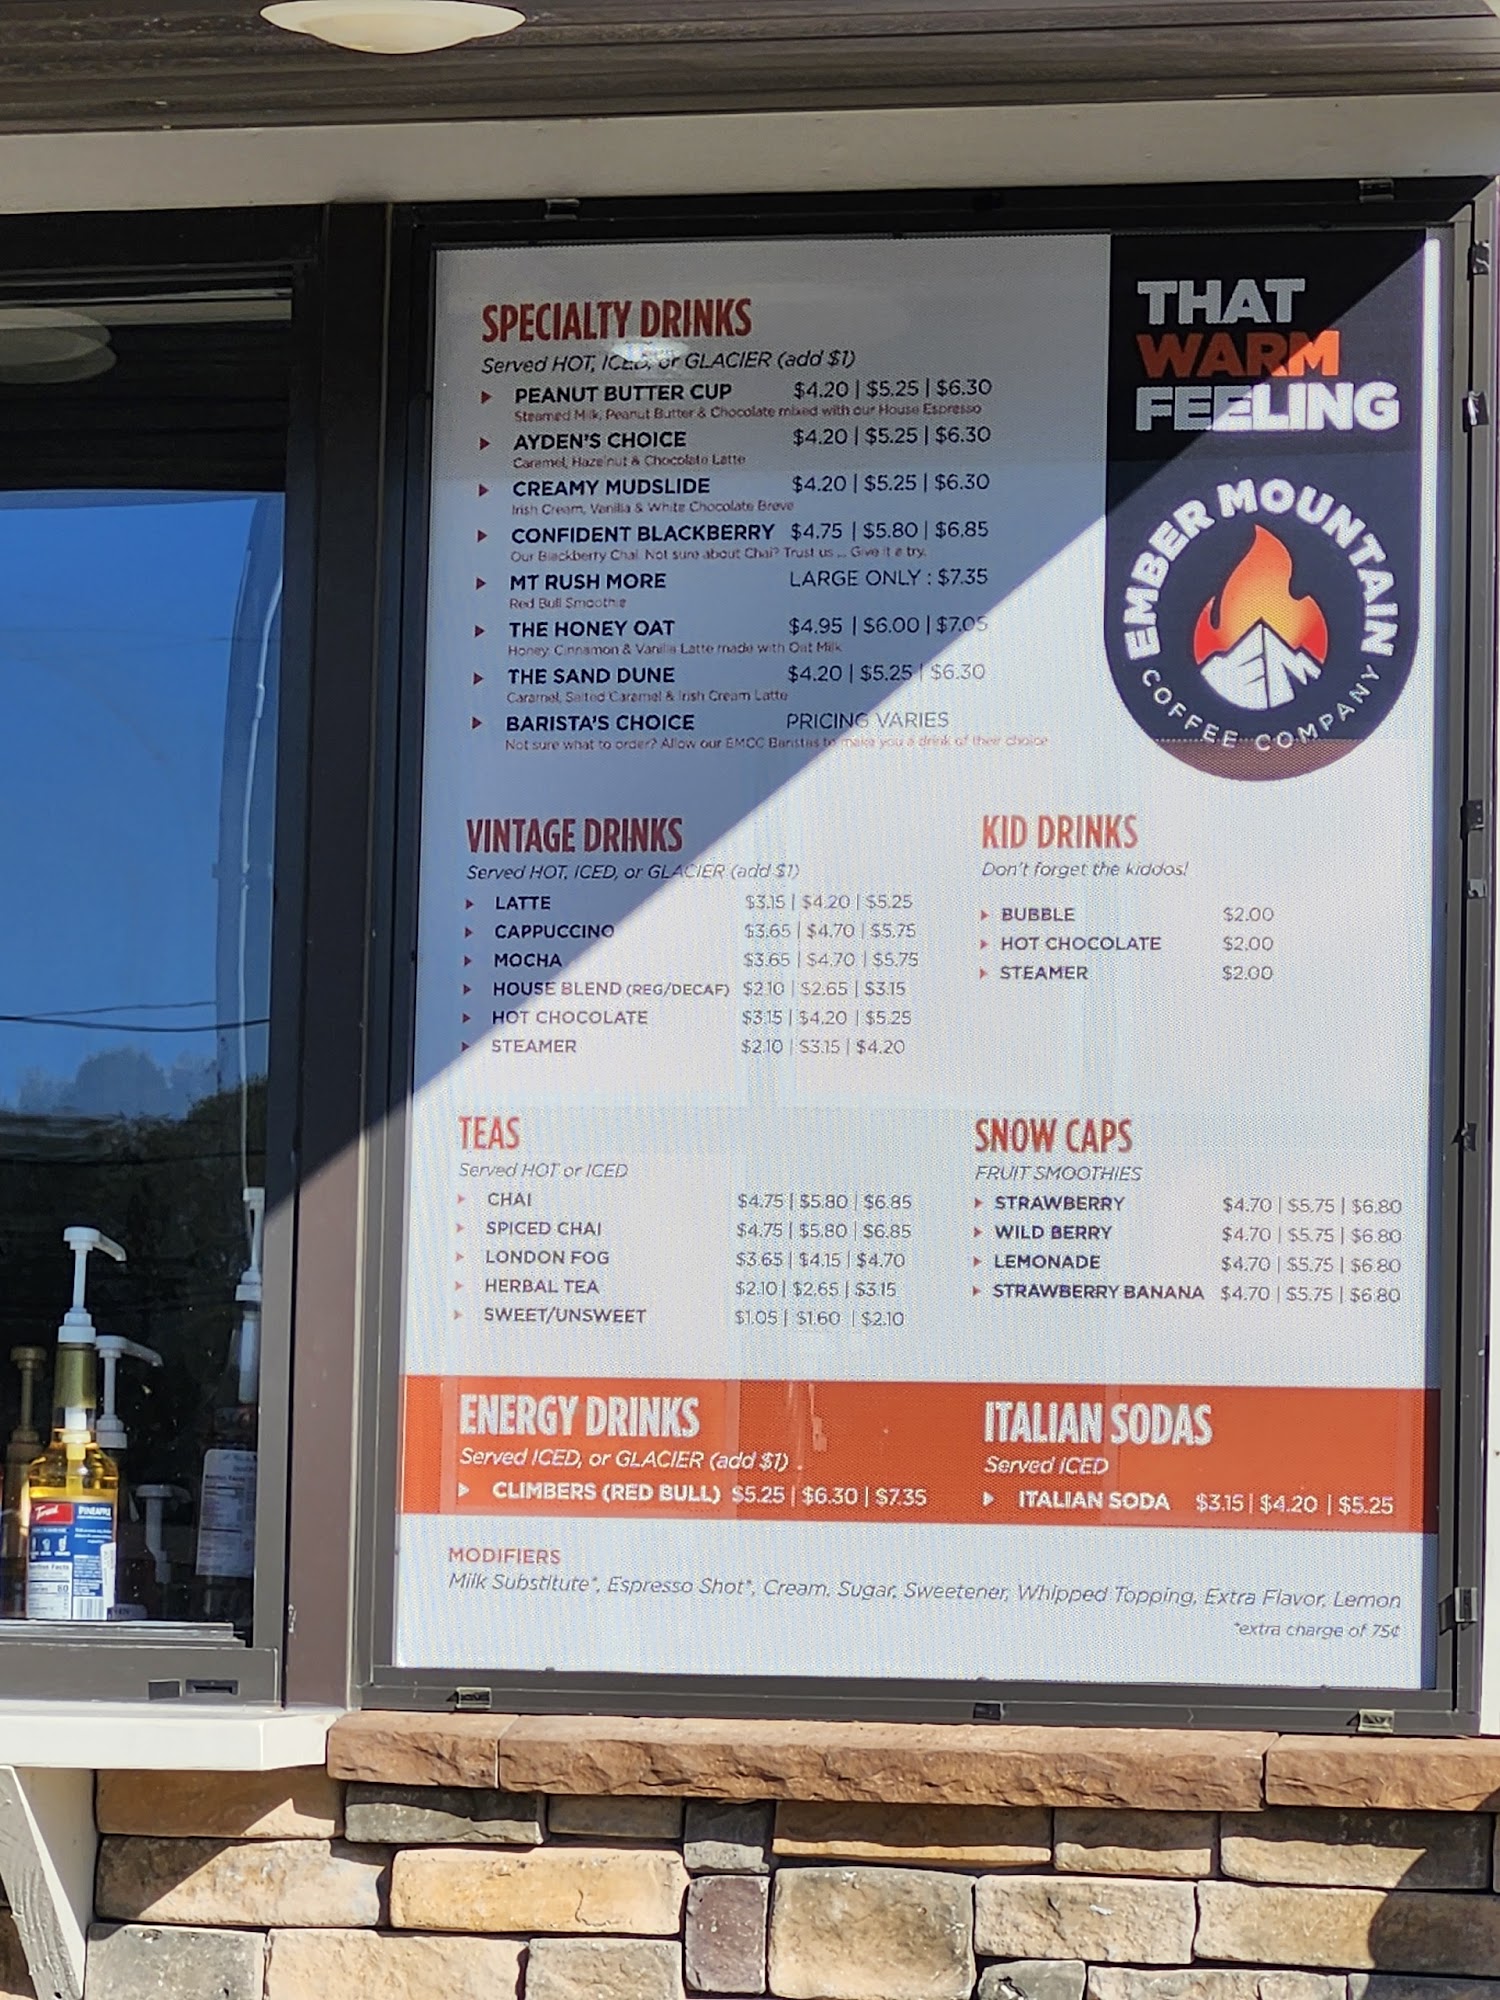 THAT
WARM
FEELING
EMBER MOUNTAIN
COFFEE COMPANY
EM
SPECIALTY DRINKS
Served HOT, ICED, or GLACIER (add $1)
PEANUT BUTTER CUP $4.20 | $5.25 | $6.30
Steamed Milk, Peanut Butter & Chocolate mixed with our House Espresso
AYDEN'S CHOICE $4.20 | $5.25 | $6.30
Caramel, Hazelnut & Chocolate Latte
CREAMY MUDSLIDE $4.20 | $5.25 | $6.30
Irish Cream, Vanilla & White Chocolate Breve
CONFIDENT BLACKBERRY $4.75 | $5.80 | $6.85
Our Blackberry Chai. Not sure about Chai? Trust us ... Give it a try.
MT RUSH MORE LARGE ONLY : $7.35
Red Bull Smoothie
THE HONEY OAT $4.95 | $6.00 | $7.05
Honey, Cinnamon & Vanilla Latte made with Oat Milk
THE SAND DUNE $4.20 | $5.25 | $6.30
Caramel, Salted Caramel & Irish Cream Latte
BARISTA'S CHOICE PRICING VARIES
Not sure what to order? Allow our EMCC Baristas to make you a drink of their choice
VINTAGE DRINKS
Served HOT, ICED, or GLACIER (add $1)
LATTE $3.15 | $4.20 | $5.25
CAPPUCCINO $3.65 | $4.70 | $5.75
MOCHA $3.65 | $4.70 | $5.75
HOUSE BLEND (REG/DECAF) $2.10 | $2.65 | $3.15
HOT CHOCOLATE $3.15 | $4.20 | $5.25
STEAMER $2.10 | $3.15 | $4.20
KID DRINKS
Don't forget the kiddos!
BUBBLE $2.00
HOT CHOCOLATE $2.00
STEAMER $2.00
TEAS
Served HOT or ICED
CHAI $4.75 | $5.80 | $6.85
SPICED CHAI $4.75 | $5.80 | $6.85
LONDON FOG $3.65 | $4.15 | $4.70
HERBAL TEA $2.10 | $2.65 | $3.15
SWEET/UNSWEET $1.05 | $1.60 | $2.10
SNOW CAPS
FRUIT SMOOTHIES
STRAWBERRY $4.70 | $5.75 | $6.80
WILD BERRY $4.70 | $5.75 | $6.80
LEMONADE $4.70 | $5.75 | $6.80
STRAWBERRY BANANA $4.70 | $5.75 | $6.80
ENERGY DRINKS
Served ICED, or GLACIER (add $1)
CLIMBERS (RED BULL) $5.25 | $6.30 | $7.35
ITALIAN SODAS
Served ICED
ITALIAN SODA $3.15 | $4.20 | $5.25
MODIFIERS
Milk Substitute*, Espresso Shot*, Cream, Sugar, Sweetener, Whipped Topping, Extra Flavor, Lemon
*extra charge of 75¢
Torani PINEAPPLE
Nutrition Facts
80